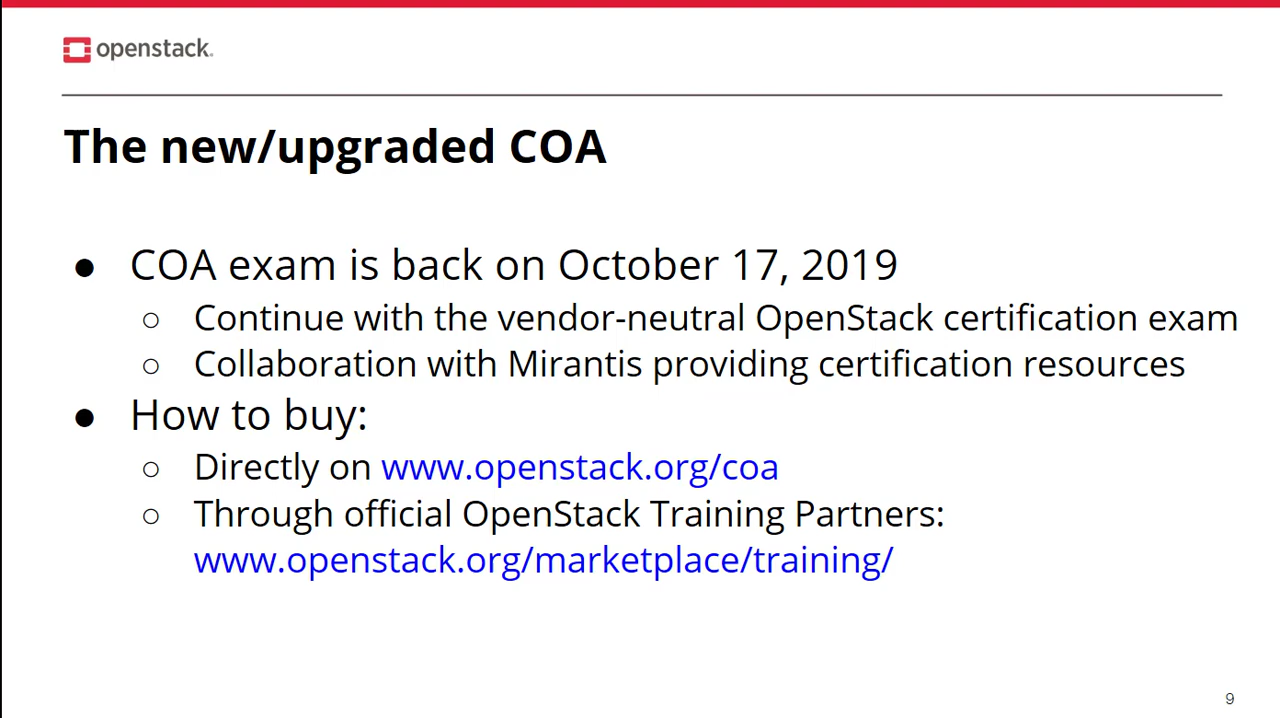 openstack.
The new/upgraded COA
● COA exam is back on October 17, 2019
○ Continue with the vendor-neutral OpenStack certification exam
○ Collaboration with Mirantis providing certification resources
● How to buy:
○ Directly on www.openstack.org/coa
○ Through official OpenStack Training Partners:
www.openstack.org/marketplace/training/
9